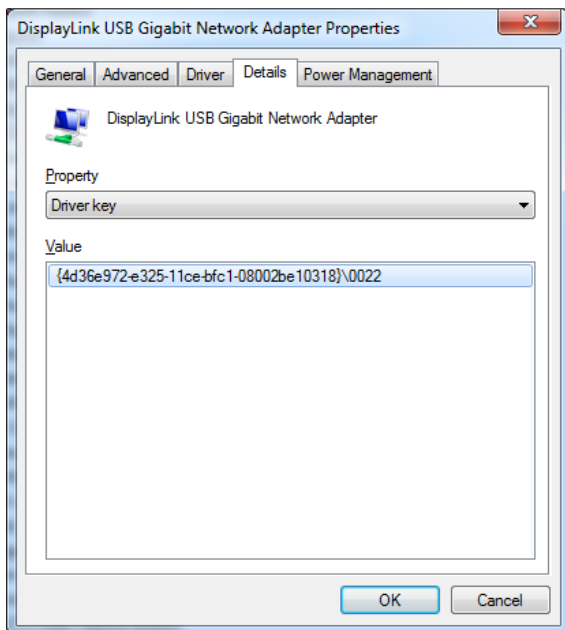 DisplayLink USB Gigabit Network Adapter Properties
General Advanced Driver Details Power Management
DisplayLink USB Gigabit Network Adapter
Property
Driver key
Value
{4d36e972-e325-11ce-bfc1-08002be10318}\0022
OK Cancel